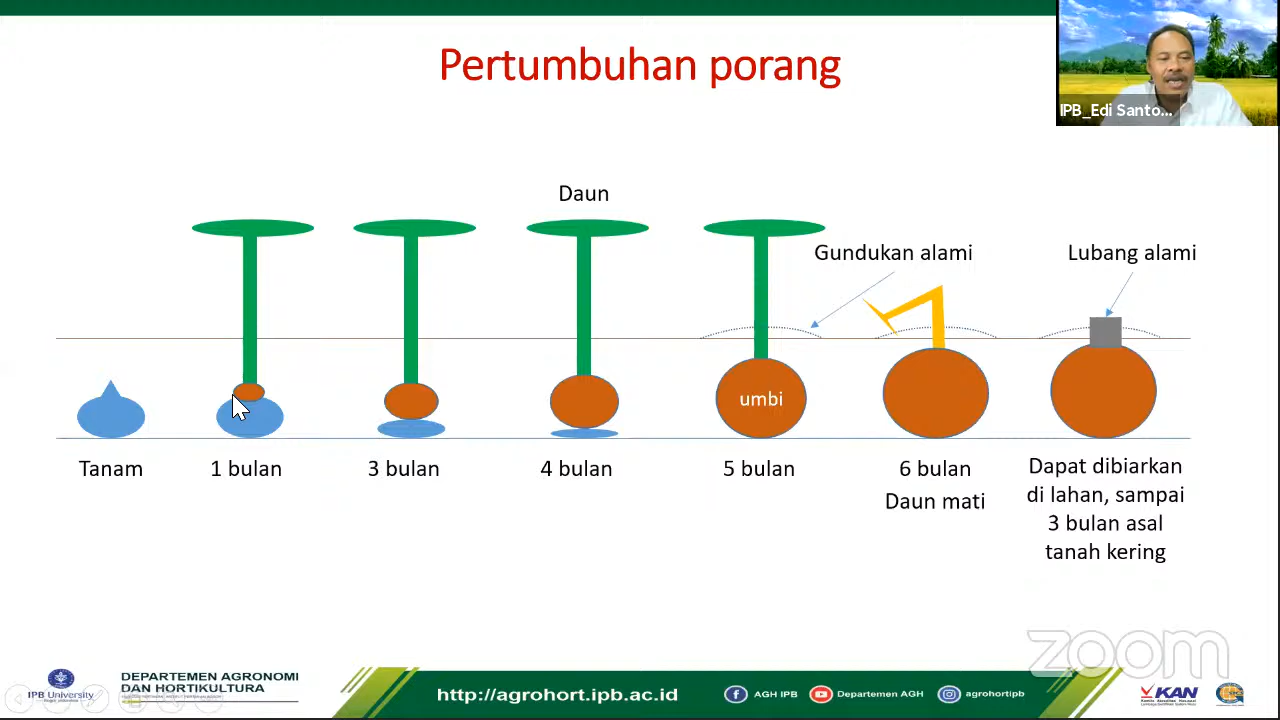 Pertumbuhan porang
IPB_Edi Santo...
Daun
Gundukan alami
Lubang alami
umbi
Tanam
1 bulan
3 bulan
4 bulan
5 bulan
6 bulan
Daun mati
Dapat dibiarkan
di lahan, sampai
3 bulan asal
tanah kering
zoom
IPB University
DEPARTEMEN AGRONOMI
DAN HORTIKULTURA
http://agrohort.ipb.ac.id
AGH IPB
Departemen AGH
agrohortipb
KAN